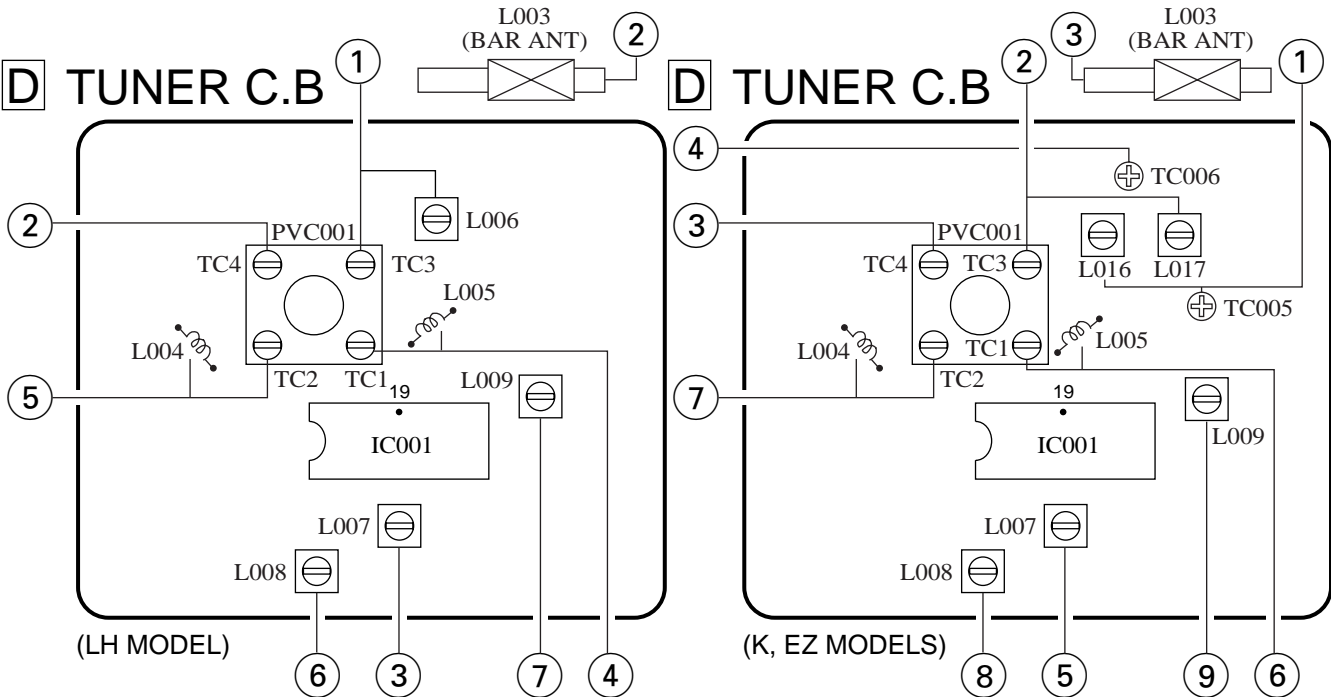 L003
(BAR ANT)
2
1
D TUNER C.B
2
L006
PVC001
TC4
TC3
L005
L004
TC2
TC1
5
L009
19
IC001
L007
L008
(LH MODEL)
6
3
7
4
L003
(BAR ANT)
3
2
1
D TUNER C.B
4
TC006
3
PVC001
TC4
TC3
L016
L017
TC005
L004
TC1
L005
TC2
7
19
IC001
L009
L007
L008
(K, EZ MODELS)
8
5
9
6